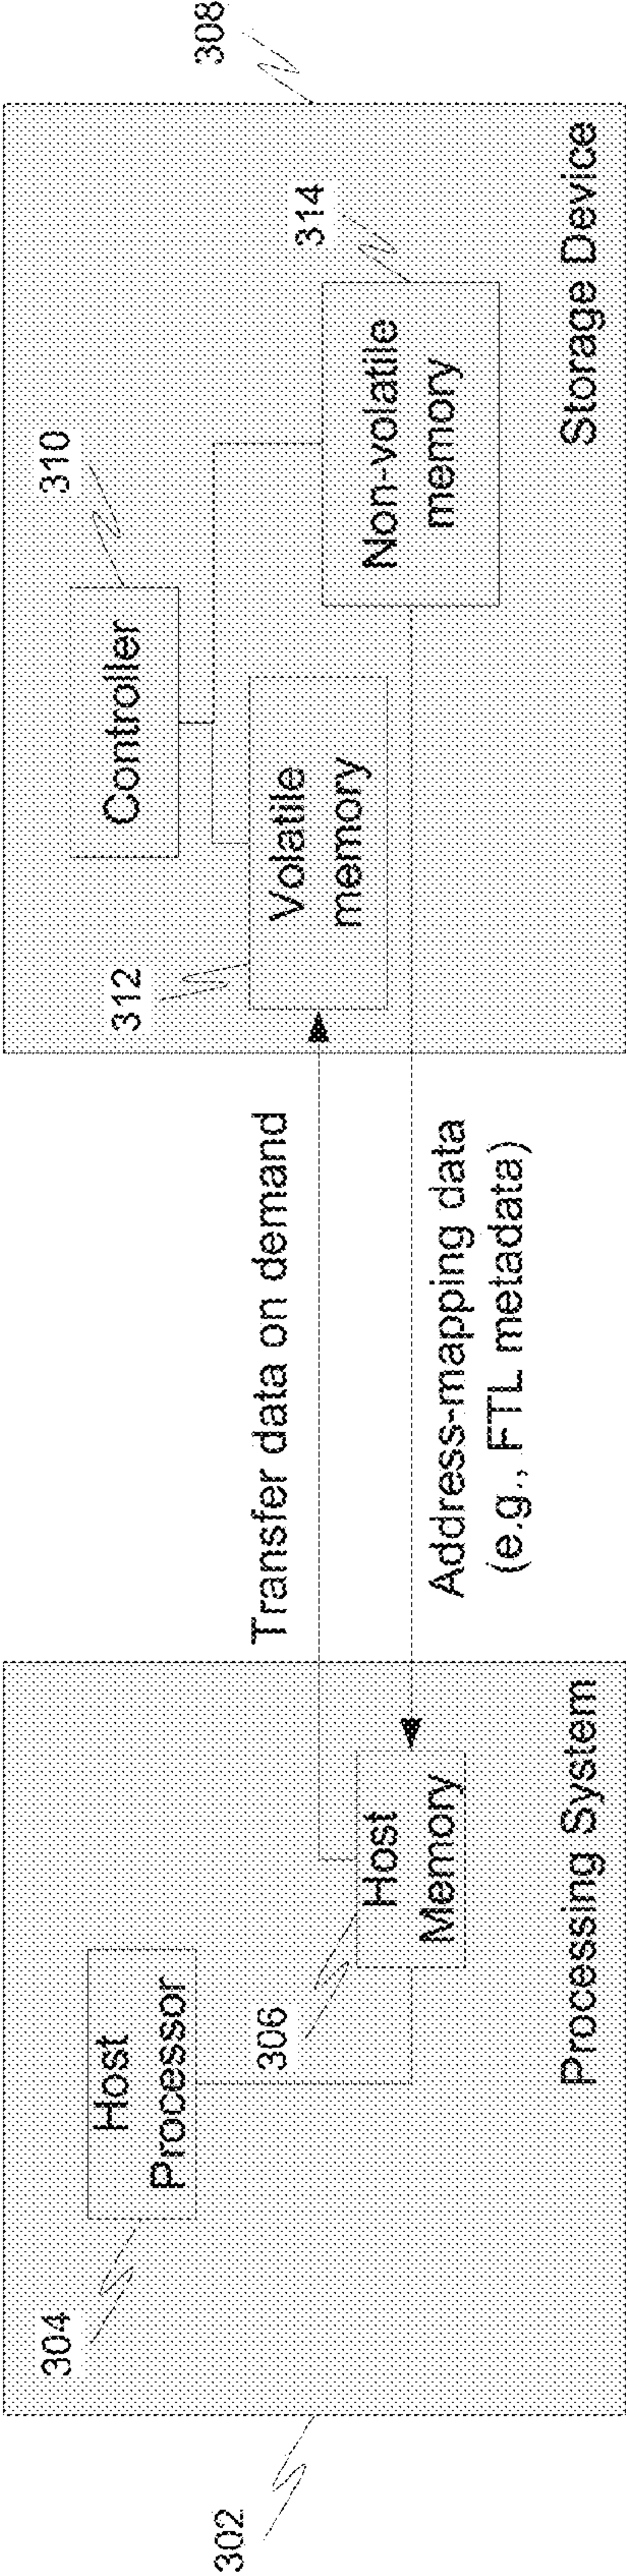 302
304
Host
Processor
306
Host
Memory
Processing System
Transfer data on demand
Address-mapping data
(e.g., FTL metadata)
308
310
Controller
312
Volatile
memory
314
Non-volatile
memory
Storage Device